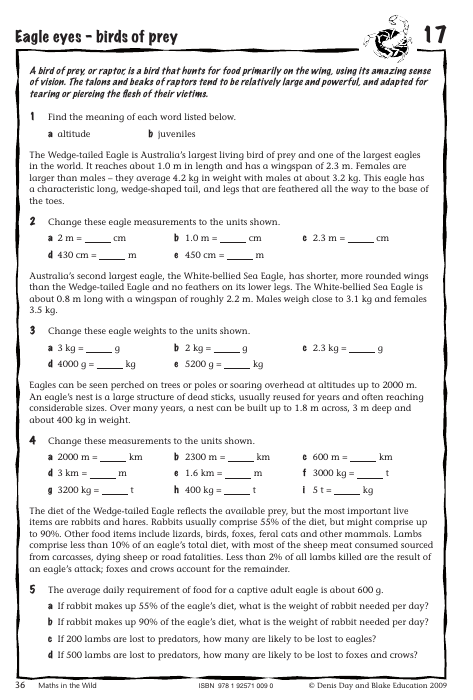 Eagle eyes – birds of prey
17
A bird of prey, or raptor, is a bird that hunts for food primarily on the wing, using its amazing sense
of vision. The talons and beaks of raptors tend to be relatively large and powerful, and adapted for
tearing or piercing the flesh of their victims.
1 Find the meaning of each word listed below.
a altitude b juveniles
The Wedge-tailed Eagle is Australia's largest living bird of prey and one of the largest eagles
in the world. It reaches about 1.0 m in length and has a wingspan of 2.3 m. Females are
larger than males – they average 4.2 kg in weight with males at about 3.2 kg. This eagle has
a characteristic long, wedge-shaped tail, and legs that are feathered all the way to the base of
the toes.
2 Change these eagle measurements to the units shown.
a 2 m = _____ cm b 1.0 m = _____ cm c 2.3 m = _____ cm
d 430 cm = _____ m e 450 cm = _____ m
Australia's second largest eagle, the White-bellied Sea Eagle, has shorter, more rounded wings
than the Wedge-tailed Eagle and no feathers on its lower legs. The White-bellied Sea Eagle is
about 0.8 m long with a wingspan of roughly 2.2 m. Males weigh close to 3.1 kg and females
3.5 kg.
3 Change these eagle weights to the units shown.
a 3 kg = _____ g b 2 kg = _____ g c 2.3 kg = _____ g
d 4000 g = _____ kg e 5200 g = _____ kg
Eagles can be seen perched on trees or poles or soaring overhead at altitudes up to 2000 m.
An eagle's nest is a large structure of dead sticks, usually reused for years and often reaching
considerable sizes. Over many years, a nest can be built up to 1.8 m across, 3 m deep and
about 400 kg in weight.
4 Change these measurements to the units shown.
a 2000 m = _____ km b 2300 m = _____ km c 600 m = _____ km
d 3 km = _____ m e 1.6 km = _____ m f 3000 kg = _____ t
g 3200 kg = _____ t h 400 kg = _____ t i 5 t = _____ kg
The diet of the Wedge-tailed Eagle reflects the available prey, but the most important live
items are rabbits and hares. Rabbits usually comprise 55% of the diet, but might comprise up
to 90%. Other food items include lizards, birds, foxes, feral cats and other mammals. Lambs
comprise less than 10% of an eagle's total diet, with most of the sheep meat consumed sourced
from carcasses, dying sheep or road fatalities. Less than 2% of all lambs killed are the result of
an eagle's attack; foxes and crows account for the remainder.
5 The average daily requirement of food for a captive adult eagle is about 600 g.
a If rabbit makes up 55% of the eagle's diet, what is the weight of rabbit needed per day?
b If rabbit makes up 90% of the eagle's diet, what is the weight of rabbit needed per day?
c If 200 lambs are lost to predators, how many are likely to be lost to eagles?
d If 500 lambs are lost to predators, how many are likely to be lost to foxes and crows?
36 Maths in the Wild ISBN 978 1 92571 009 0 © Denis Day and Blake Education 2009